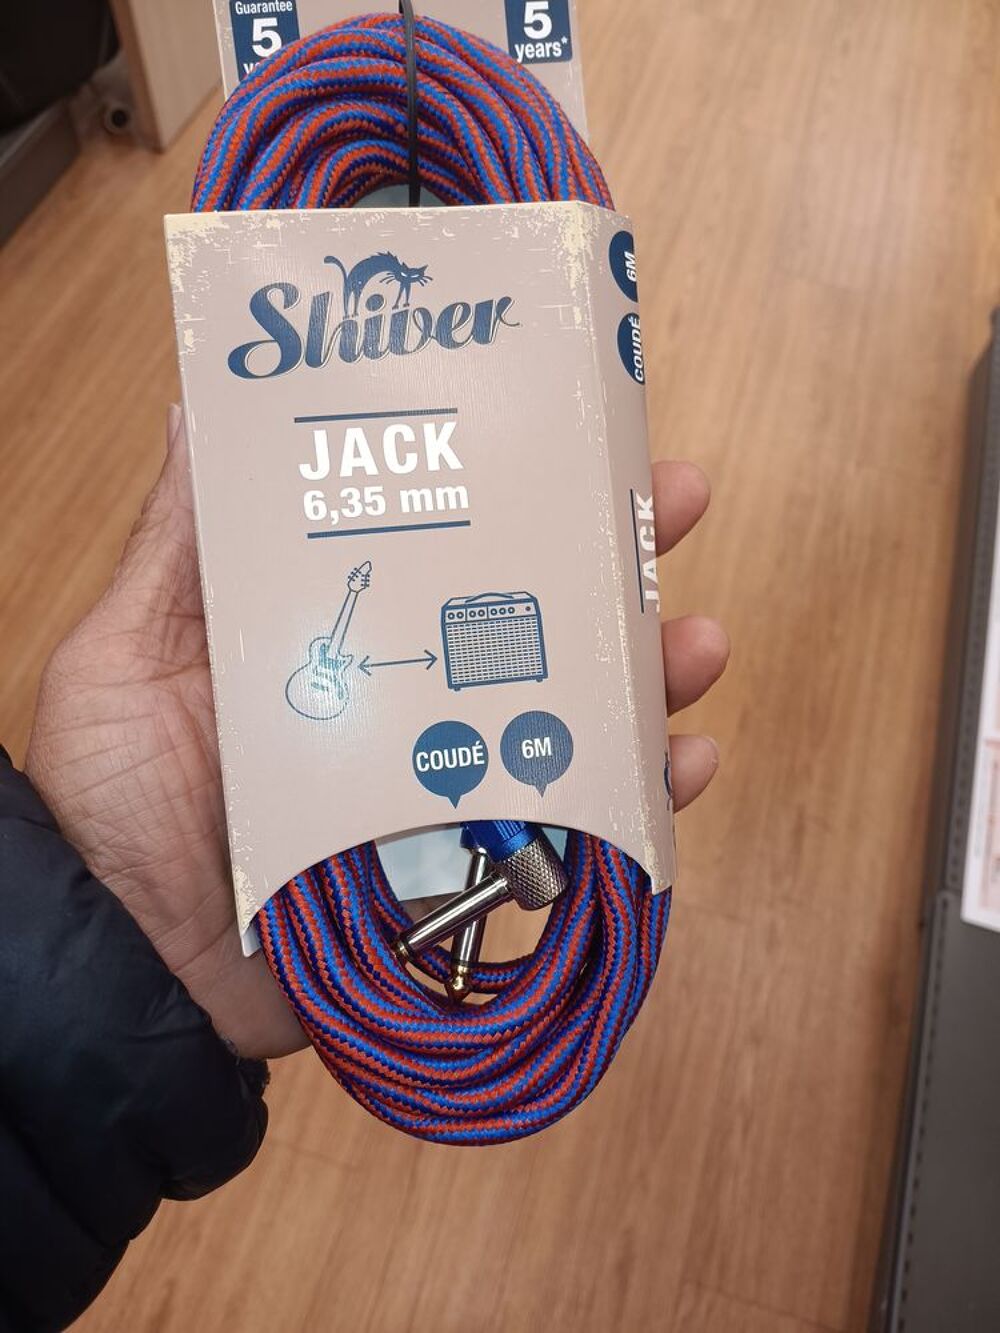 Guarantee
5
5
years*
Shiver
6M
COUDÉ
JACK
6,35 mm
JACK
COUDÉ
6M